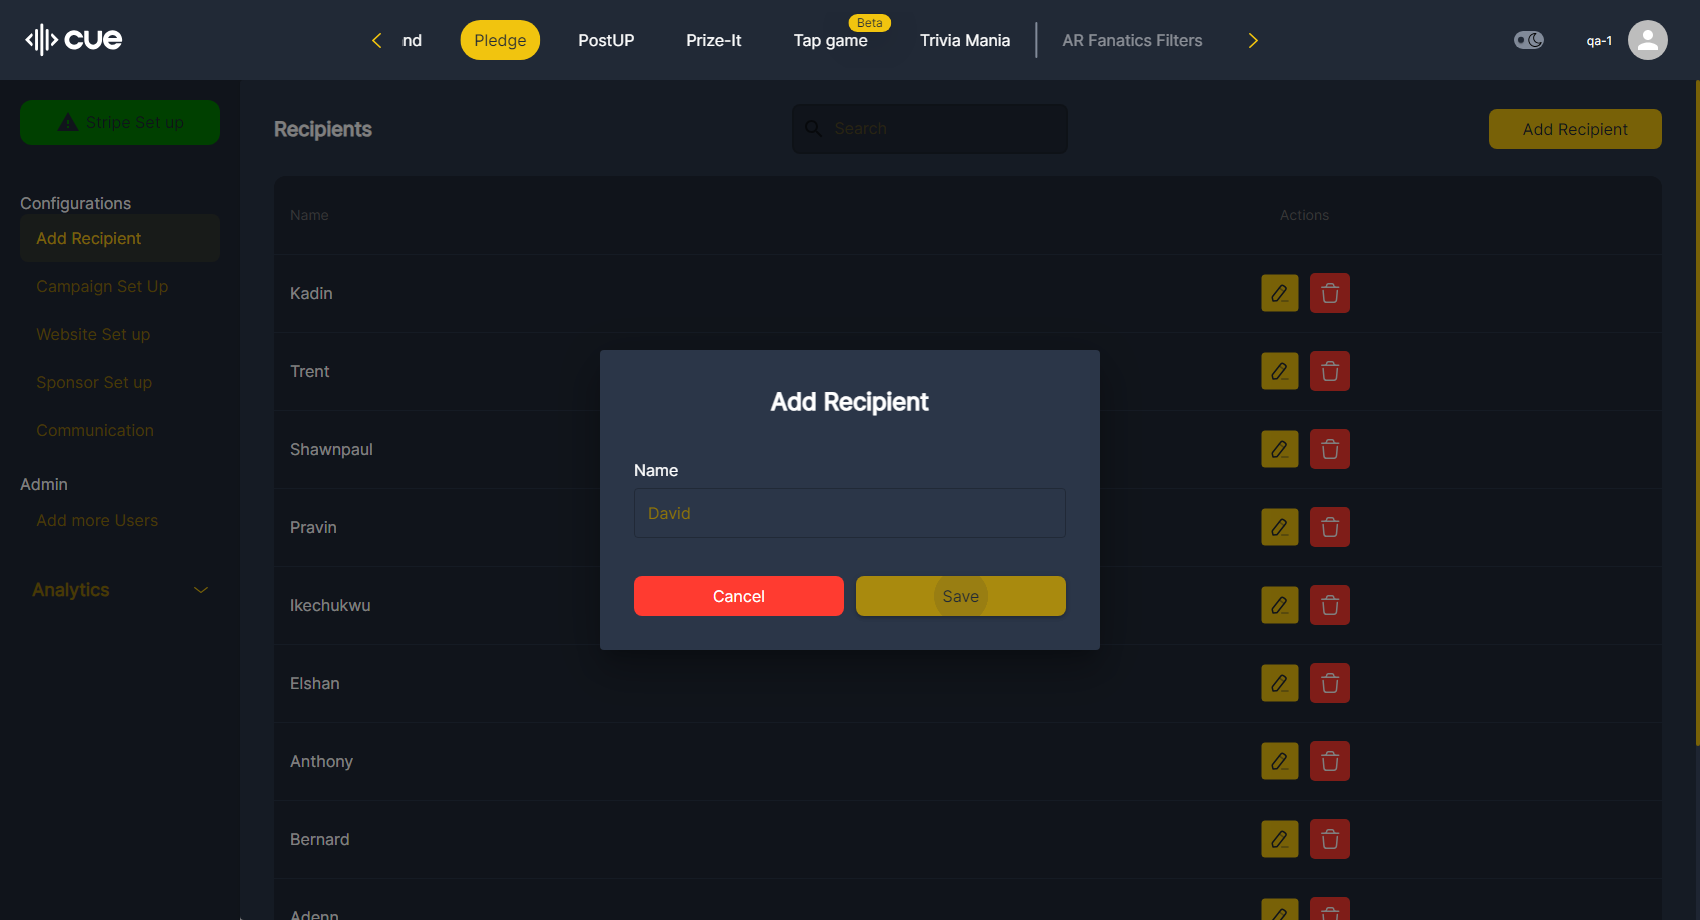 cue
nd
Pledge
PostUP
Prize-It
Beta
Tap game
Trivia Mania
AR Fanatics Filters
qa-1
Stripe Set up
Configurations
Add Recipient
Campaign Set Up
Website Set up
Sponsor Set up
Communication
Admin
Add more Users
Analytics
Recipients
Search
Add Recipient
Name
Actions
Kadin
Trent
Shawnpaul
Pravin
Ikechukwu
Elshan
Anthony
Bernard
Adenn
Add Recipient
Name
David
Cancel
Save